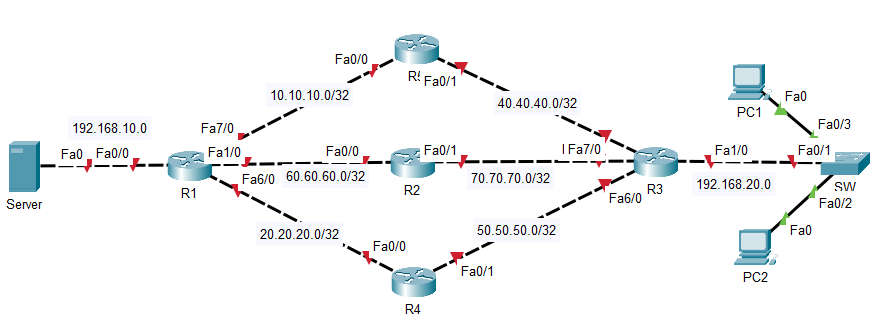 Fa0/0
R5
Fa0/1
10.10.10.0/32
40.40.40.0/32
Fa0
PC1
Fa0/3
192.168.10.0
Fa7/0
Fa0
Fa0/0
Fa1/0
Fa0/0
Fa0/1
Fa7/0
Fa1/0
Fa0/1
Server
R1
60.60.60.0/32
R2
70.70.70.0/32
R3
192.168.20.0
SW
Fa6/0
Fa6/0
Fa0/2
20.20.20.0/32
50.50.50.0/32
Fa0
Fa0/0
Fa0/1
PC2
R4